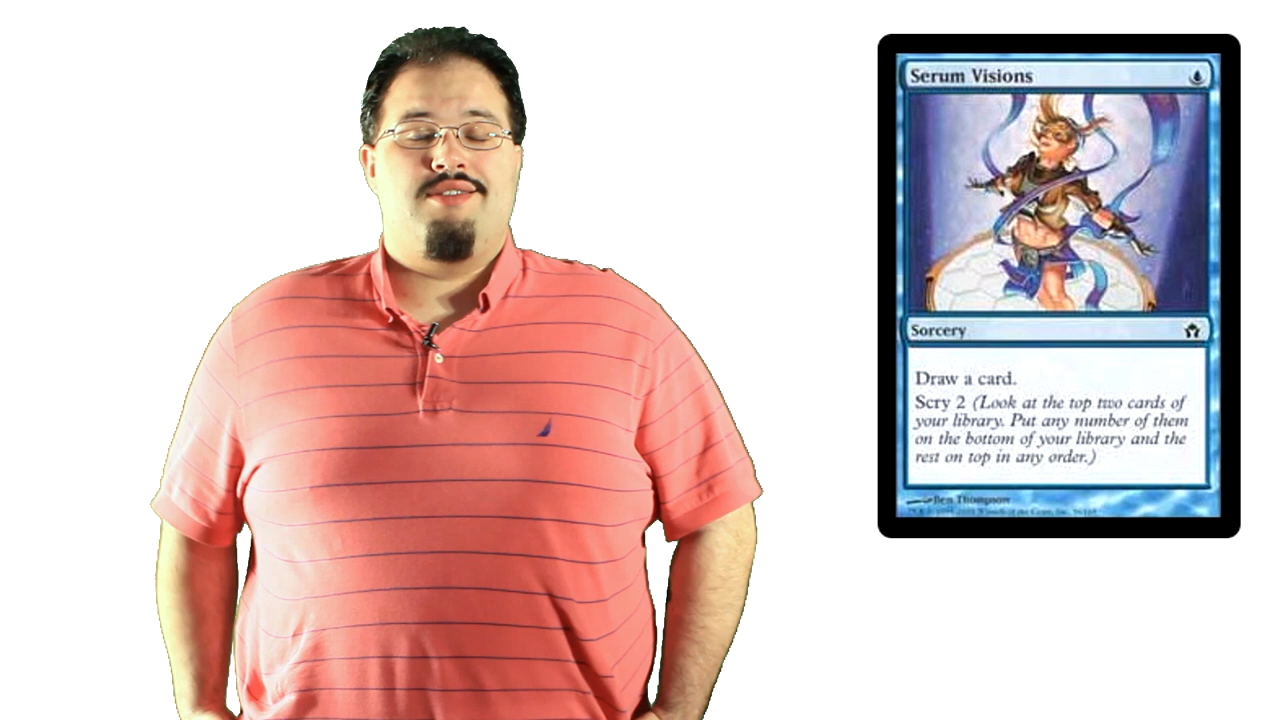 Serum Visions
Sorcery
Draw a card.
Scry 2 (Look at the top two cards of
your library. Put any number of them
on the bottom of your library and the
rest on top in any order.)
Ben Thompson